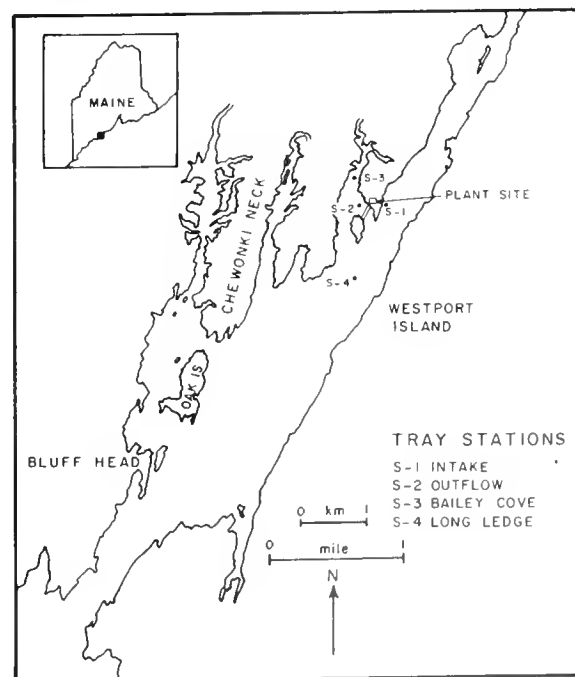 MAINE
S-3
PLANT SITE
S-2
S-1
CHEWONKI NECK
S-4
WESTPORT
ISLAND
OAK IS
BLUFF HEAD
TRAY STATIONS
S-1 INTAKE
S-2 OUTFLOW
S-3 BAILEY COVE
S-4 LONG LEDGE
0 km 1
0 mile 1
N